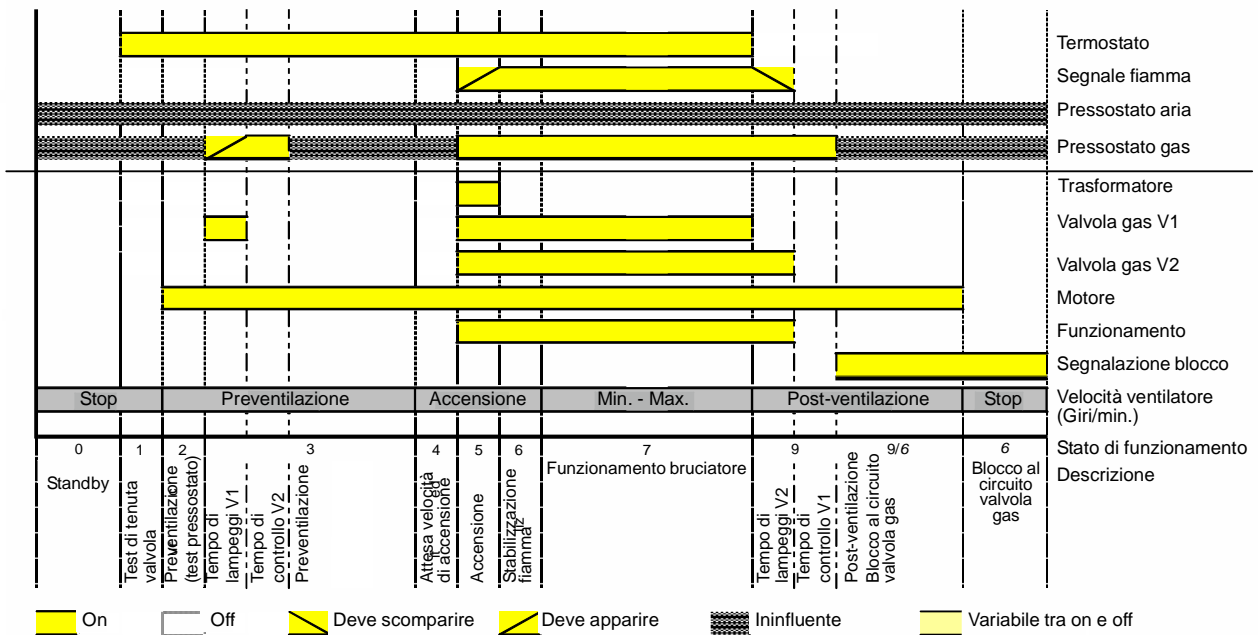 Termostato
Segnale fiamma
Pressostato aria
Pressostato gas
Trasformatore
Valvola gas V1
Valvola gas V2
Motore
Funzionamento
Segnalazione blocco
Stop
Preventilazione
Accensione
Min. - Max.
Post-ventilazione
Stop
Velocità ventilatore
(Giri/min.)
0
1
2
3
4
5
6
7
9
9/6
6
Stato di funzionamento
Descrizione
Standby
Test di tenuta
valvola
Preventilazione
(test pressostato)
Tempo di
lampeggi V1
Tempo di
controllo V2
Preventilazione
Attesa velocità
di accensione
Accensione
Stabilizzazione
fiamma
Funzionamento bruciatore
Tempo di
lampeggi V2
Tempo di
controllo V1
Post-ventilazione
Blocco al circuito
valvola gas
Blocco al
circuito
valvola
gas
On
Off
Deve scomparire
Deve apparire
Ininfluente
Variabile tra on e off